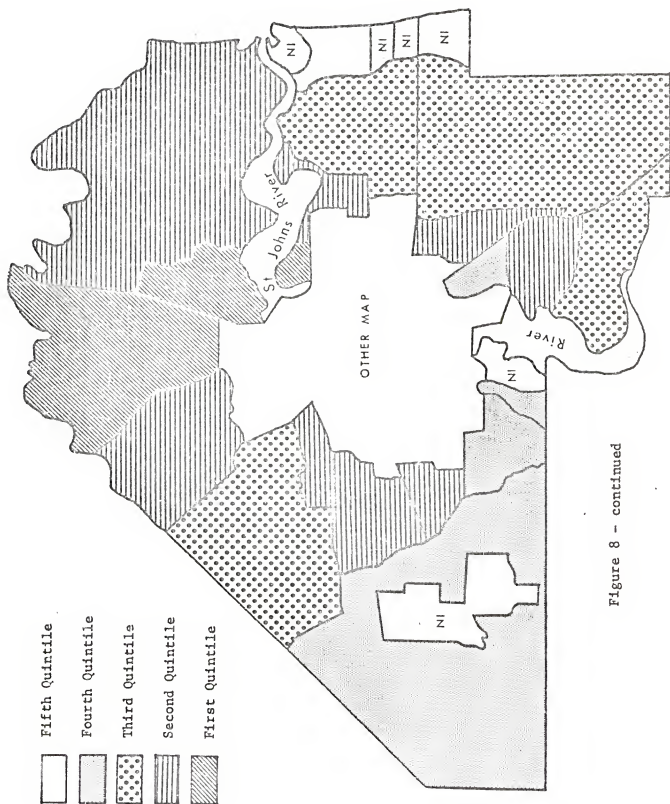 Fifth Quintile
Fourth Quintile
Third Quintile
Second Quintile
First Quintile
NI
NI
NI
NI
St Johns River
OTHER MAP
River
NI
NI
Figure 8 - continued